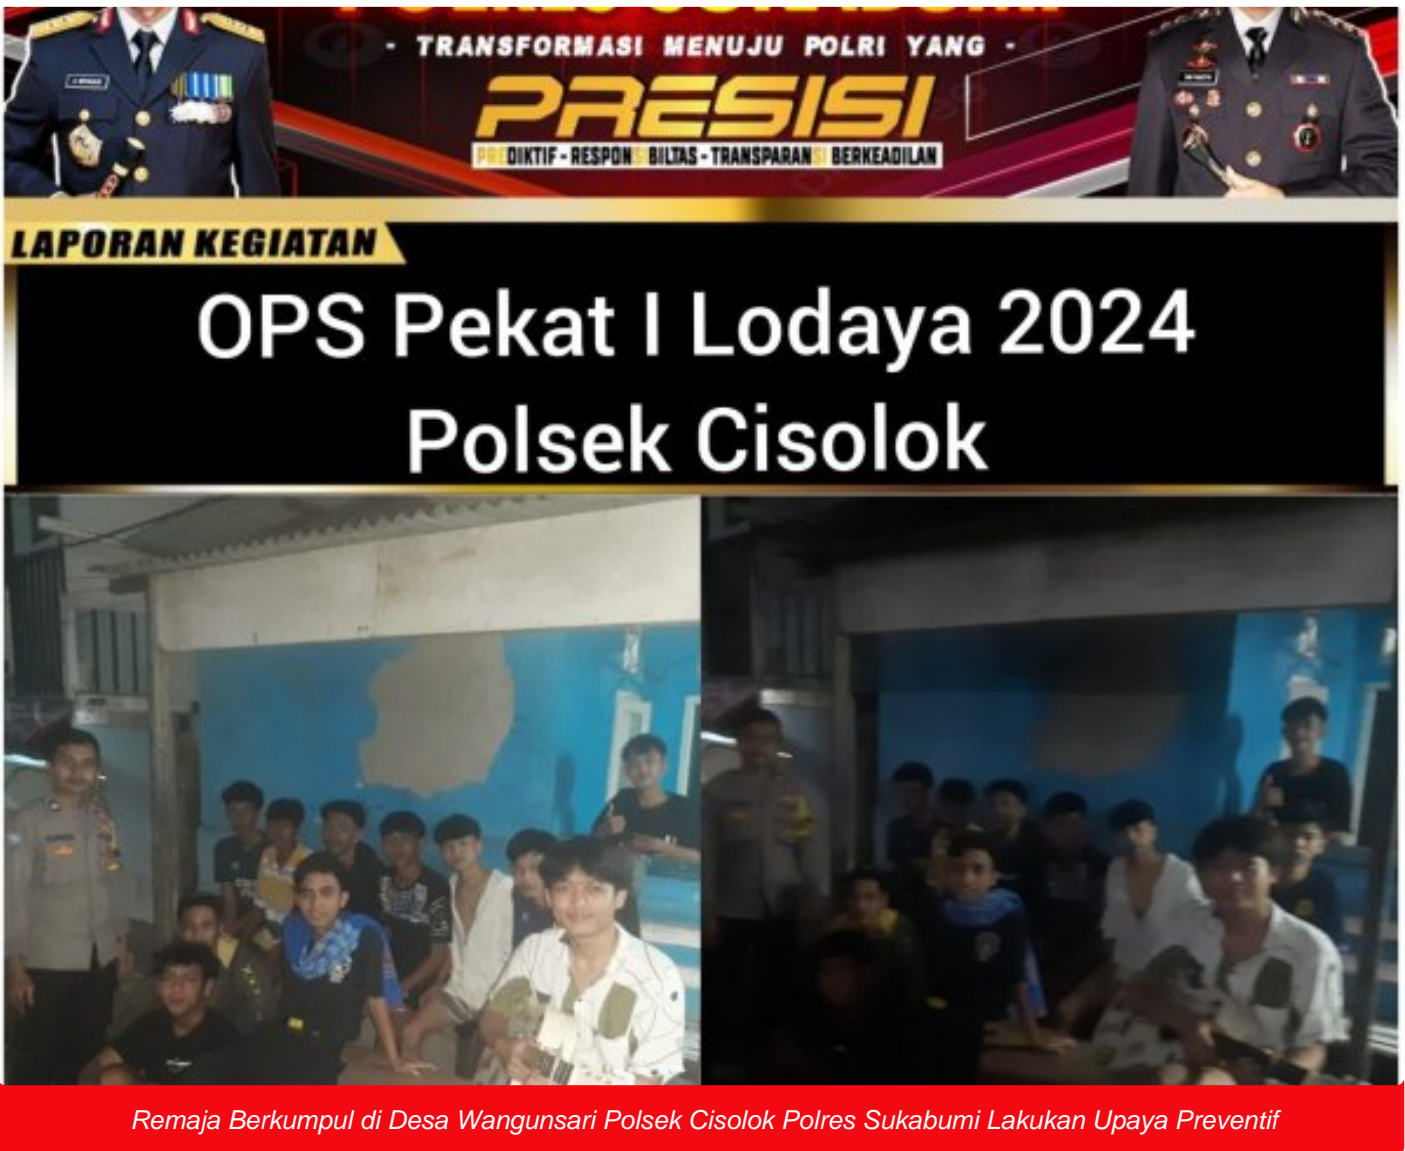 - TRANSFORMASI MENUJU POLRI YANG -
PRESISI
PREDIKTIF - RESPONSIBILTAS - TRANSPARANSI BERKEADILAN
LAPORAN KEGIATAN
OPS Pekat I Lodaya 2024
Polsek Cisolok
Remaja Berkumpul di Desa Wangunsari Polsek Cisolok Polres Sukabumi Lakukan Upaya Preventif